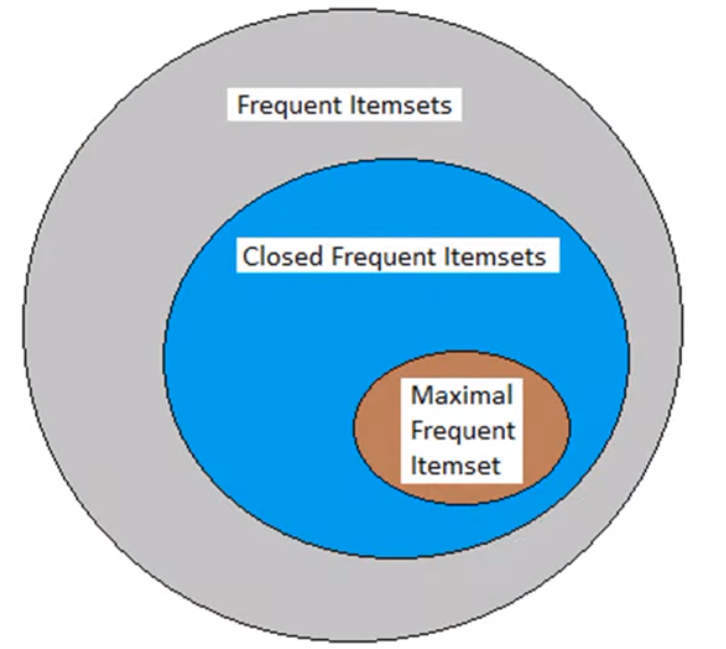 Frequent Itemsets
Closed Frequent Itemsets
Maximal
Frequent
Itemset